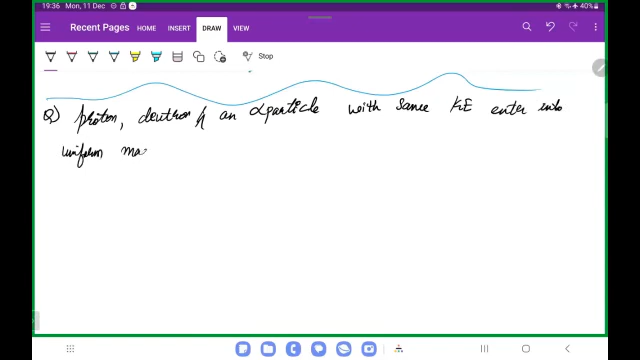 19:36 Mon, 11 Dec 40%
Recent Pages HOME INSERT DRAW VIEW
Stop
Q) proton, deutron & an α particle with same KE enter into
uniform ma